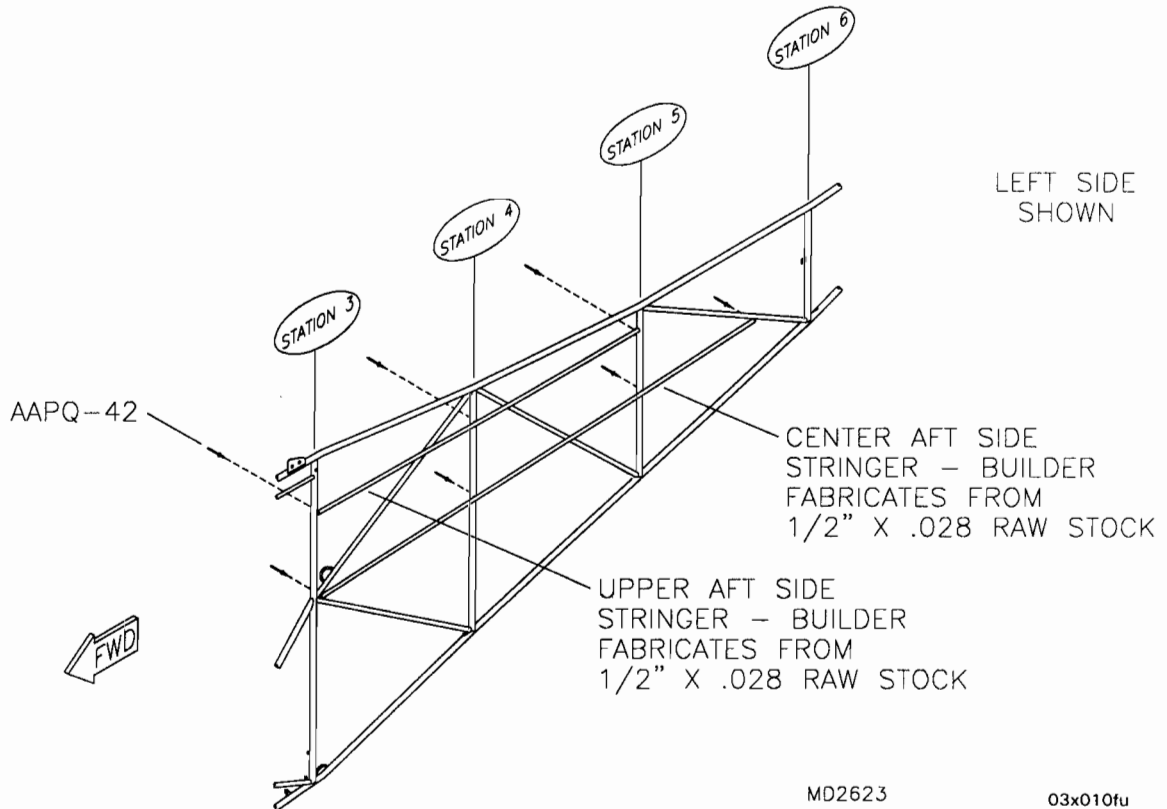 STATION 6
STATION 5
LEFT SIDE
SHOWN
STATION 4
STATION 3
AAPQ-42
CENTER AFT SIDE
STRINGER – BUILDER
FABRICATES FROM
1/2" X .028 RAW STOCK
UPPER AFT SIDE
STRINGER – BUILDER
FABRICATES FROM
1/2" X .028 RAW STOCK
FWD
MD2623
03x010fu